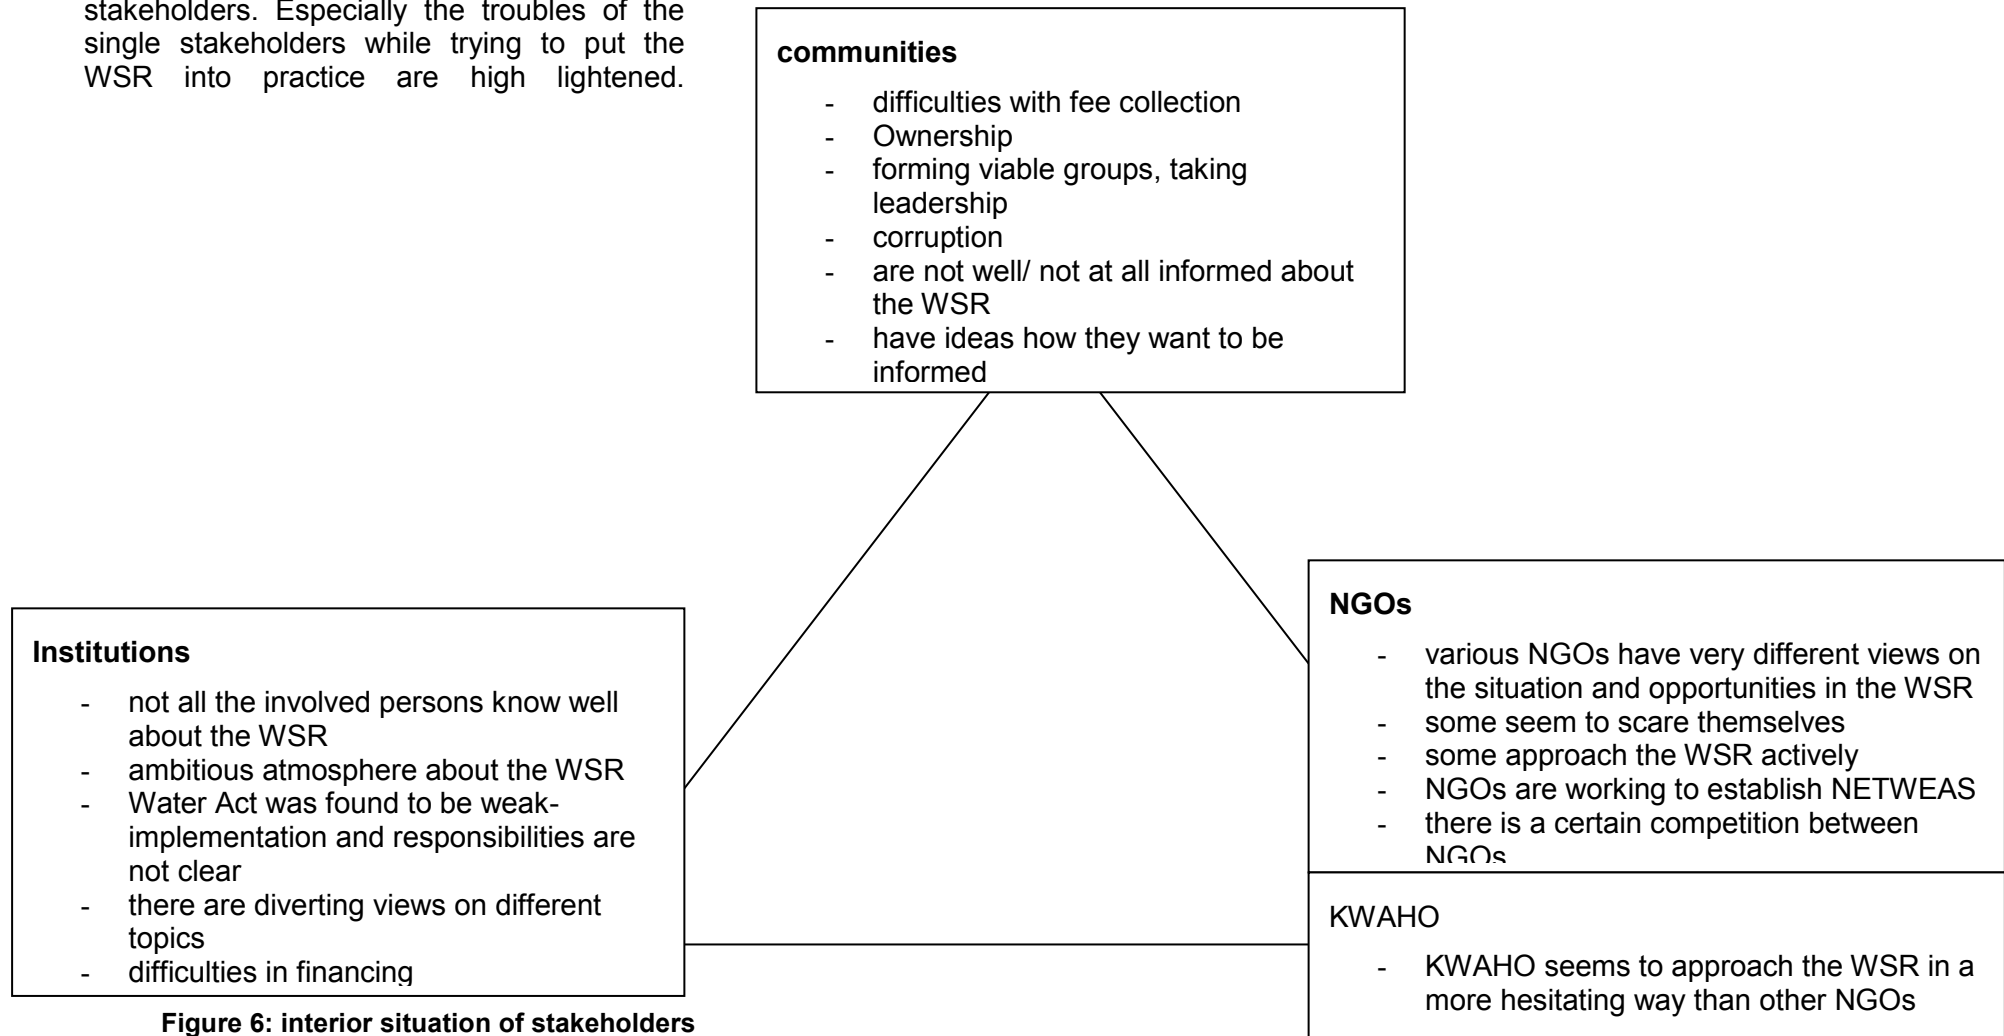 stakeholders. Especially the troubles of the
single stakeholders while trying to put the
WSR into practice are high lightened.
communities
- difficulties with fee collection
- Ownership
- forming viable groups, taking
leadership
- corruption
- are not well/ not at all informed about
the WSR
- have ideas how they want to be
informed
Institutions
- not all the involved persons know well
about the WSR
- ambitious atmosphere about the WSR
- Water Act was found to be weak-
implementation and responsibilities are
not clear
- there are diverting views on different
topics
- difficulties in financing
NGOs
- various NGOs have very different views on
the situation and opportunities in the WSR
- some seem to scare themselves
- some approach the WSR actively
- NGOs are working to establish NETWEAS
- there is a certain competition between
NGOs
KWAHO
- KWAHO seems to approach the WSR in a
more hesitating way than other NGOs
Figure 6: interior situation of stakeholders